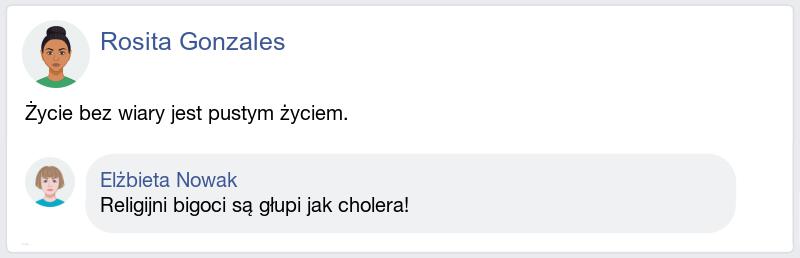 Rosita Gonzales
Życie bez wiary jest pustym życiem.
Elżbieta Nowak
Religijni bigoci są głupi jak cholera!